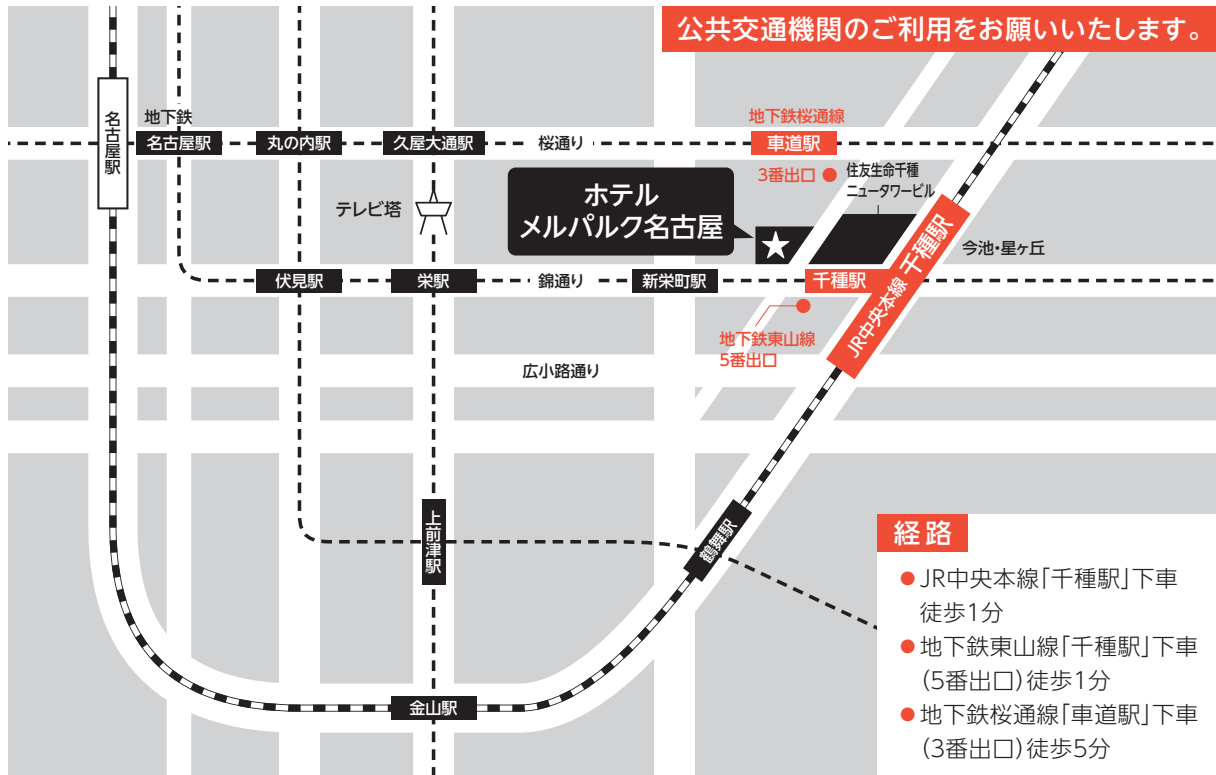 公共交通機関のご利用をお願いいたします。
名古屋駅
地下鉄
名古屋駅
丸の内駅
久屋大通駅
桜通り
地下鉄桜通線
車道駅
3番出口
住友生命千種
ニュータワービル
ホテル
メルパルク名古屋
テレビ塔
千種駅
JR中央本線
今池・星ヶ丘
伏見駅
栄駅
錦通り
新栄町駅
千種駅
地下鉄東山線
5番出口
広小路通り
上前津駅
鶴舞駅
金山駅
経路
●JR中央本線「千種駅」下車
徒歩1分
●地下鉄東山線「千種駅」下車
(5番出口)徒歩1分
●地下鉄桜通線「車道駅」下車
(3番出口)徒歩5分